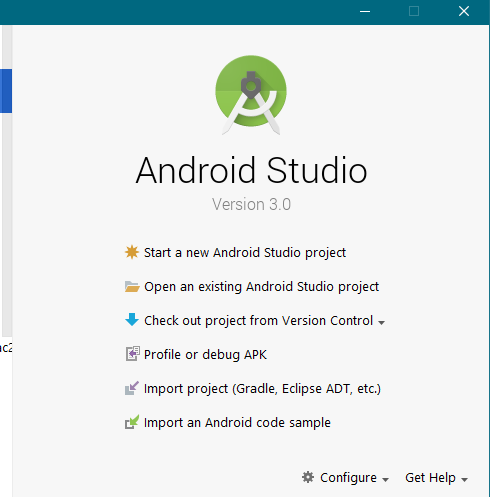 Android Studio
Version 3.0
Start a new Android Studio project
Open an existing Android Studio project
Check out project from Version Control
Profile or debug APK
Import project (Gradle, Eclipse ADT, etc.)
Import an Android code sample
Configure Get Help